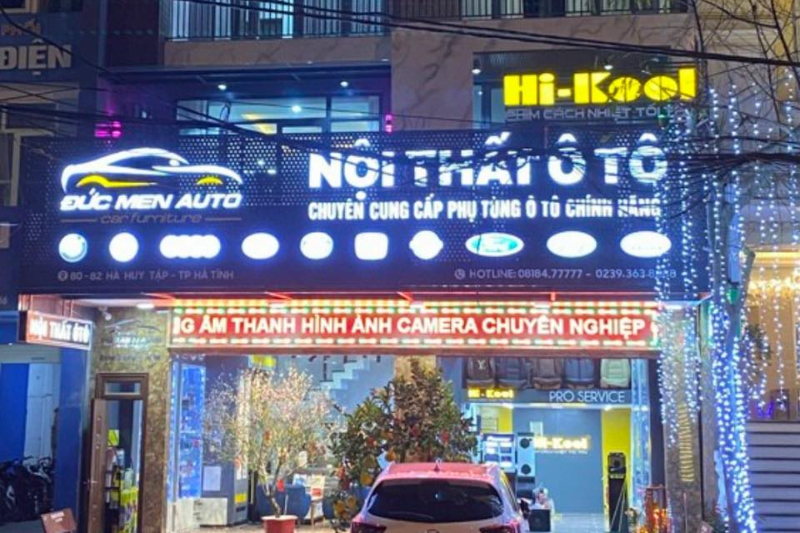 ĐIỆN
Hi-Kool
PHIM CÁCH NHIỆT
ĐỨC MEN AUTO
car furniture
NỘI THẤT Ô TÔ
CHUYÊN CUNG CẤP PHỤ TÙNG Ô TÔ CHÍNH HÃNG
80-82 HÀ HUY TẬP - TP HÀ TĨNH
HOTLINE: 08184.77777 - 0239.363
NỘI THẤT Ô TÔ
NG ÂM THANH HÌNH ẢNH CAMERA CHUYÊN NGHIỆP
Hi-Kool
PRO SERVICE
Hi-Kool